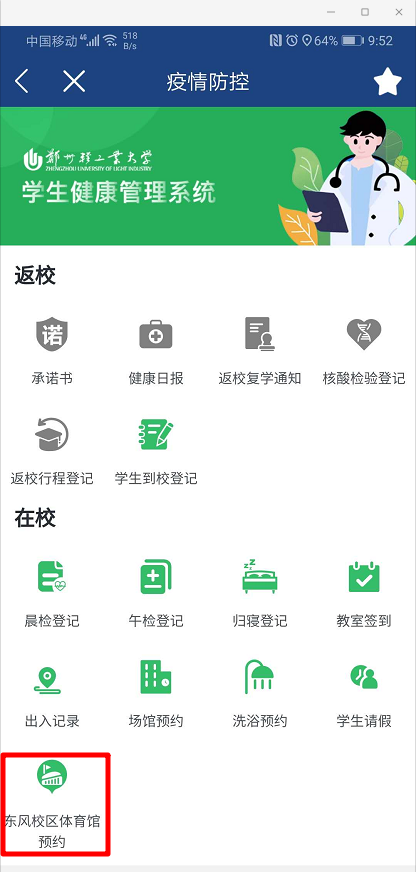 中国移动 4G 518 B/s N 64% 9:52
疫情防控
郑州轻工业大学
ZHENGZHOU UNIVERSITY OF LIGHT INDUSTRY
学生健康管理系统
返校
诺
承诺书 健康日报 返校复学通知 核酸检验登记
返校行程登记 学生到校登记
在校
z z z
晨检登记 午检登记 归寝登记 教室签到
出入记录 场馆预约 洗浴预约 学生请假
东风校区体育馆
预约